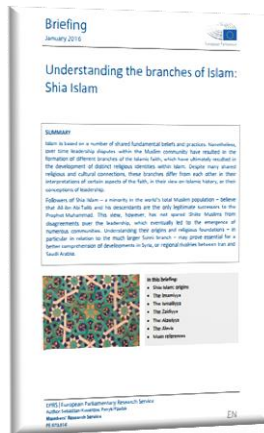 Briefing
January 2016
European Parliament
Understanding the branches of Islam:
Shia Islam
SUMMARY
Islam is based on a number of shared fundamental beliefs and practices. Nonetheless,
over time leadership disputes within the Muslim community have resulted in the
formation of different branches of the Islamic faith, which have ultimately resulted in
the development of distinct religious identities within Islam. Despite many shared
religious and cultural connections, these branches differ from each other in their
interpretations of certain aspects of the faith, in their view on Islamic history, or their
conceptions of leadership.
Followers of Shia Islam – a minority in the world's total Muslim population – believe
that Ali ibn Abi Talib and his descendants are the only legitimate successors to the
Prophet Muhammad. This view, however, has not spared Shiite Muslims from
disagreements over the leadership, which eventually led to the emergence of
numerous communities. Understanding their origins and religious foundations – in
particular in relation to the much larger Sunni branch – may prove essential for a
better comprehension of developments in Syria, or regional rivalries between Iran and
Saudi Arabia.
In this briefing:
• Shia Islam: origins
• The Imamiyya
• The Ismailiyya
• The Zaidiyya
• The Alawiyya
• The Alevis
• Main references
EPRS | European Parliamentary Research Service
Members' Research Service
EN